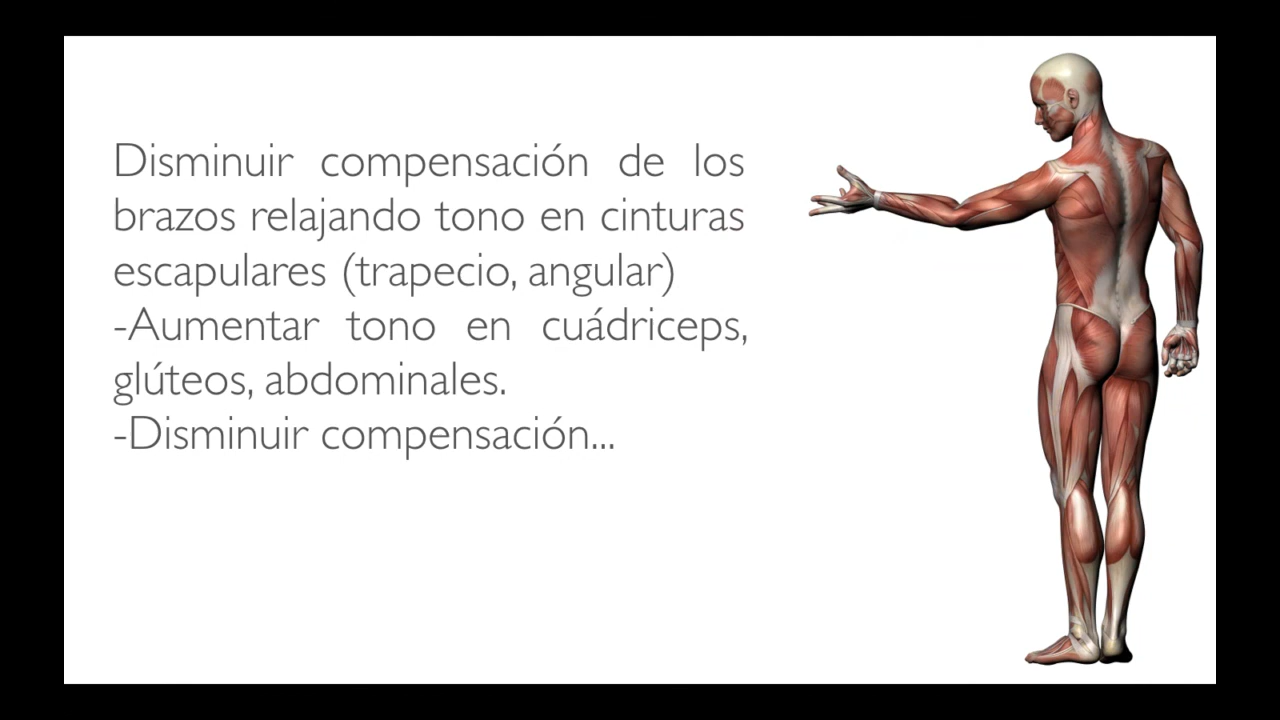 Disminuir compensación de los
brazos relajando tono en cinturas
escapulares (trapecio, angular)
-Aumentar tono en cuádriceps,
glúteos, abdominales.
-Disminuir compensación...